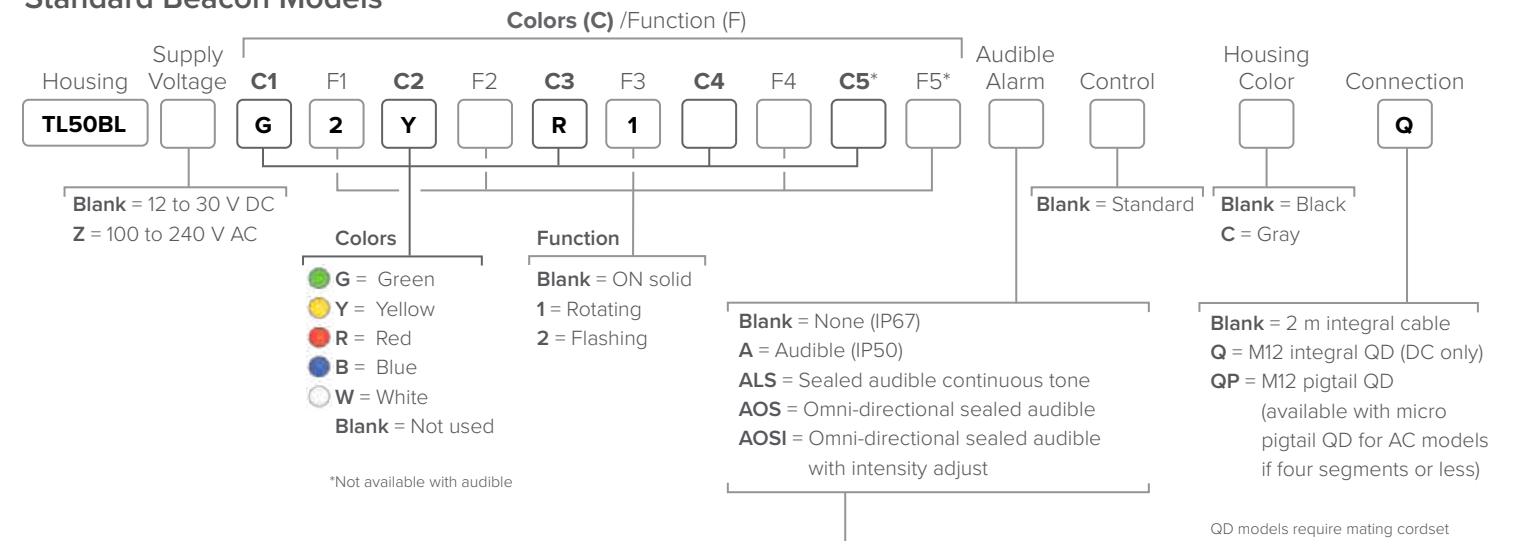 Standard Beacon Models
Colors (C) /Function (F)
Housing
Supply Voltage
C1
F1
C2
F2
C3
F3
C4
F4
C5*
F5*
Audible Alarm
Control
Housing Color
Connection
TL50BL
G
2
Y
R
1
Q
Blank = 12 to 30 V DC
Z = 100 to 240 V AC
Colors
G = Green
Y = Yellow
R = Red
B = Blue
W = White
Blank = Not used
*Not available with audible
Function
Blank = ON solid
1 = Rotating
2 = Flashing
Blank = None (IP67)
A = Audible (IP50)
ALS = Sealed audible continuous tone
AOS = Omni-directional sealed audible
AOSI = Omni-directional sealed audible
with intensity adjust
Blank = Standard
Blank = Black
C = Gray
Blank = 2 m integral cable
Q = M12 integral QD (DC only)
QP = M12 pigtail QD
(available with micro
pigtail QD for AC models
if four segments or less)
QD models require mating cordset